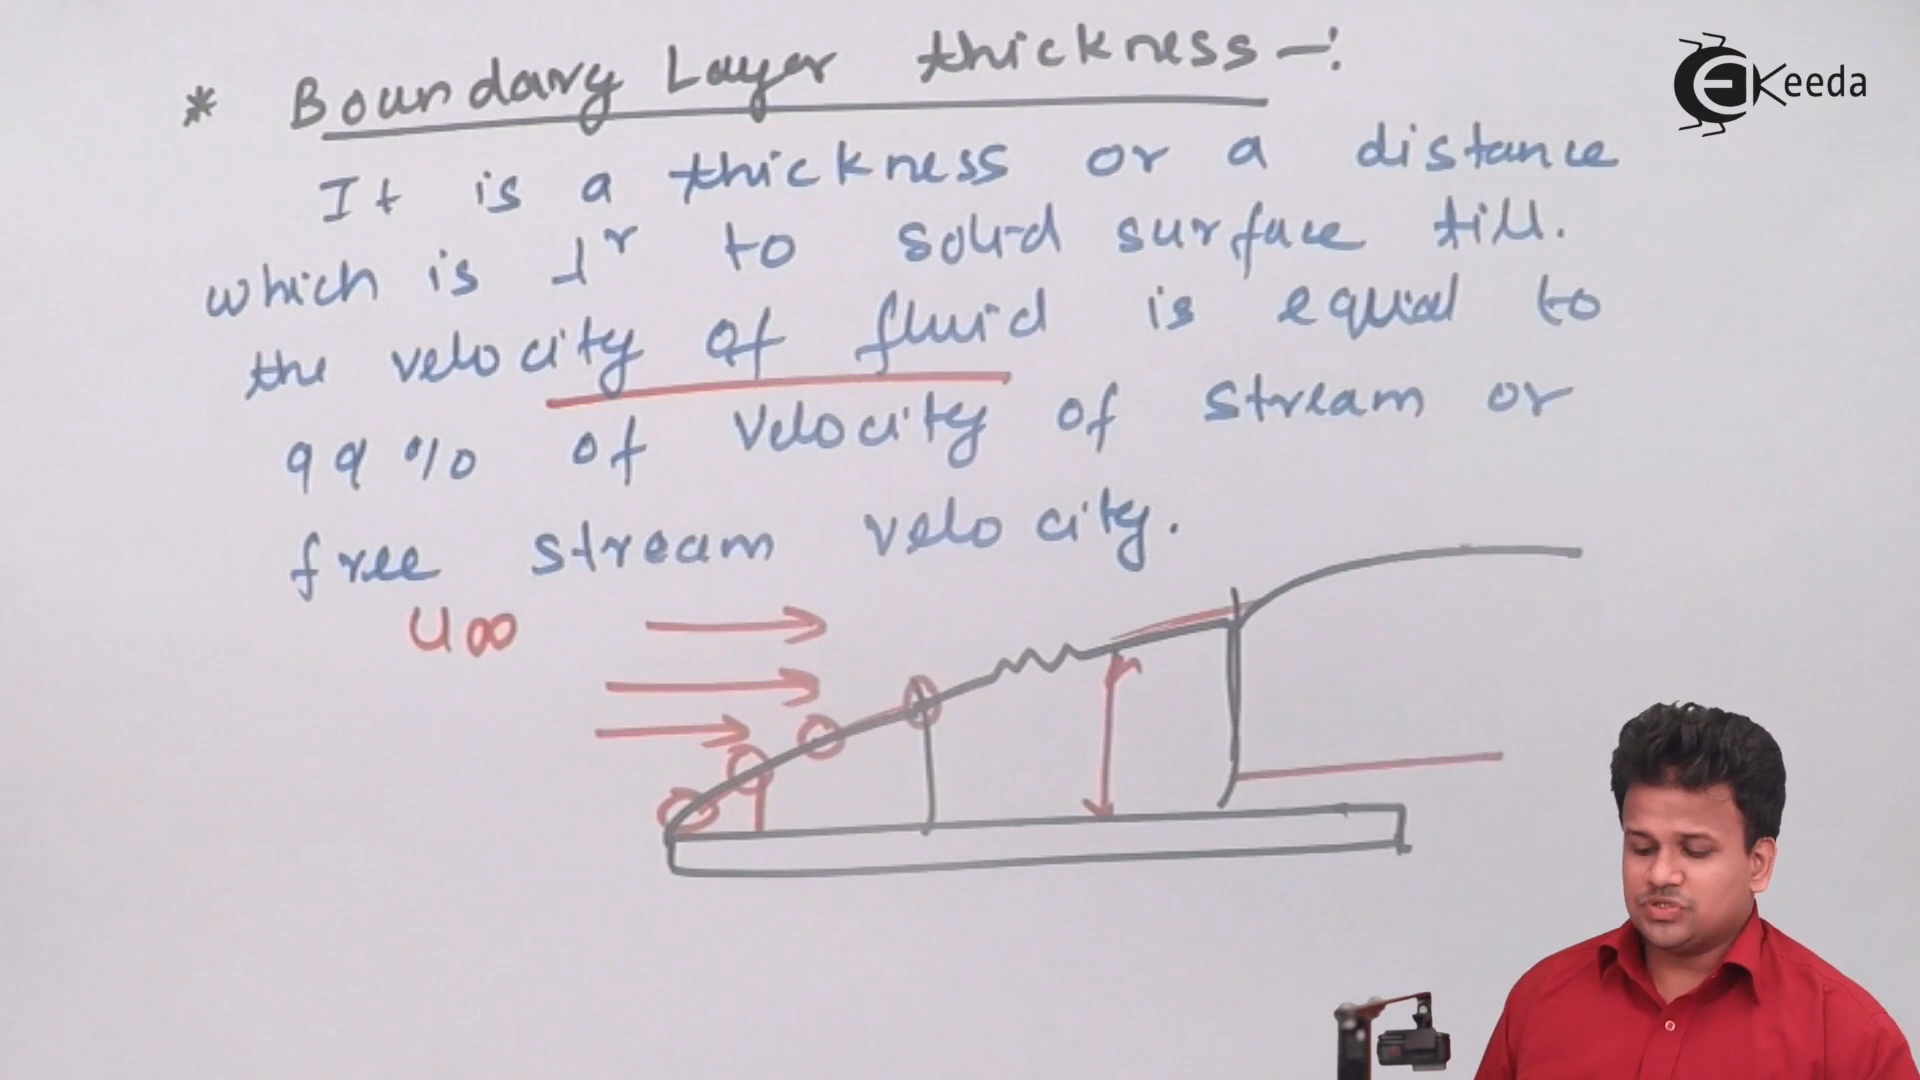 * Boundary Layer thickness -:
It is a thickness or a distance
which is ⊥r to solid surface till.
the velocity of fluid is equal to
99% of velocity of stream or
free stream velocity.
U∞
eKeeda